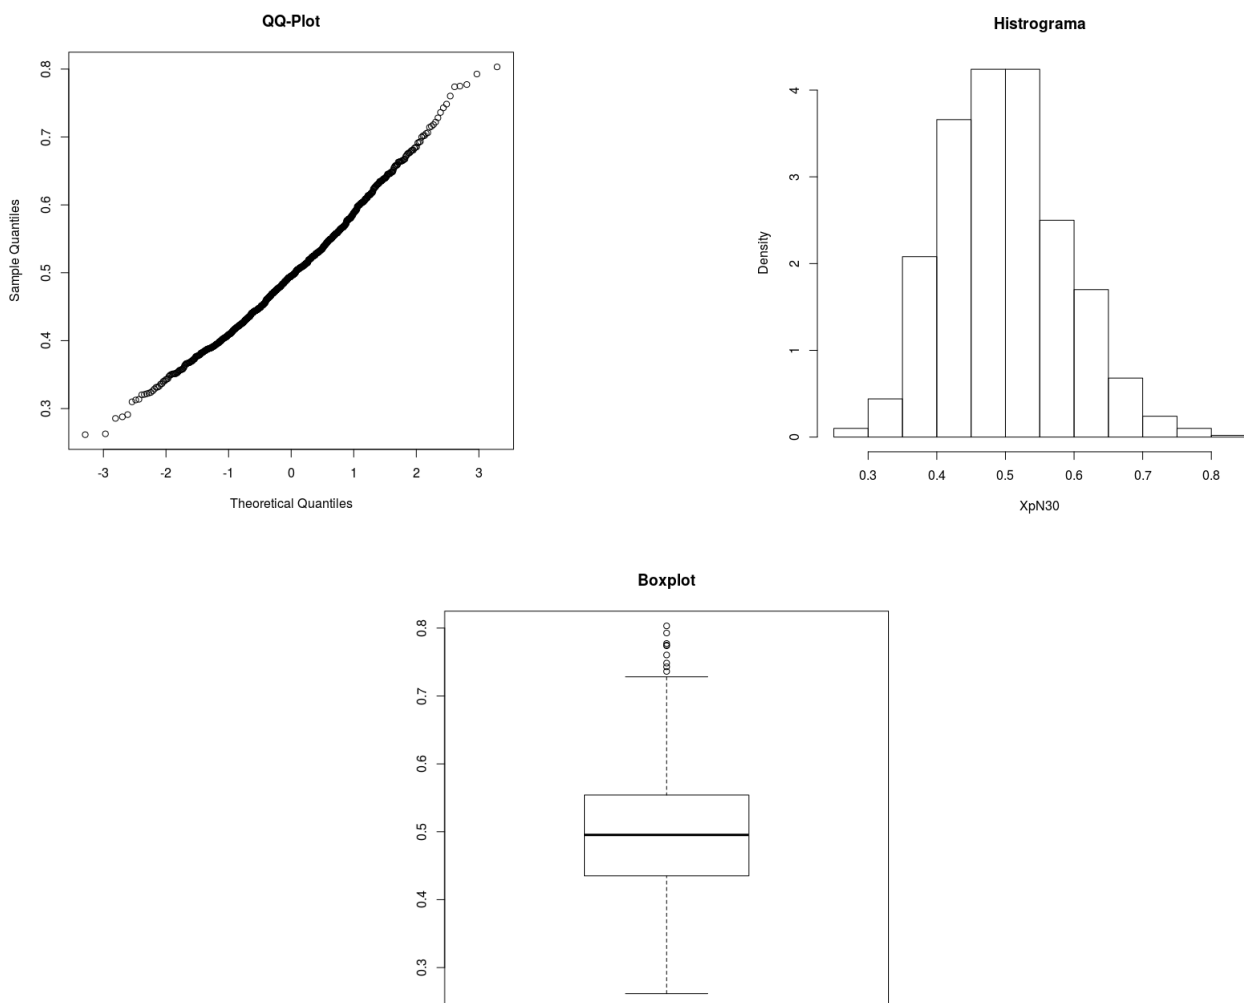 QQ-Plot
0.8
0.7
0.6
0.5
0.4
0.3
Sample Quantiles
-3 -2 -1 0 1 2 3
Theoretical Quantiles
Histrograma
4
3
2
1
0
Density
0.3 0.4 0.5 0.6 0.7 0.8
XpN30
Boxplot
0.8
0.7
0.6
0.5
0.4
0.3